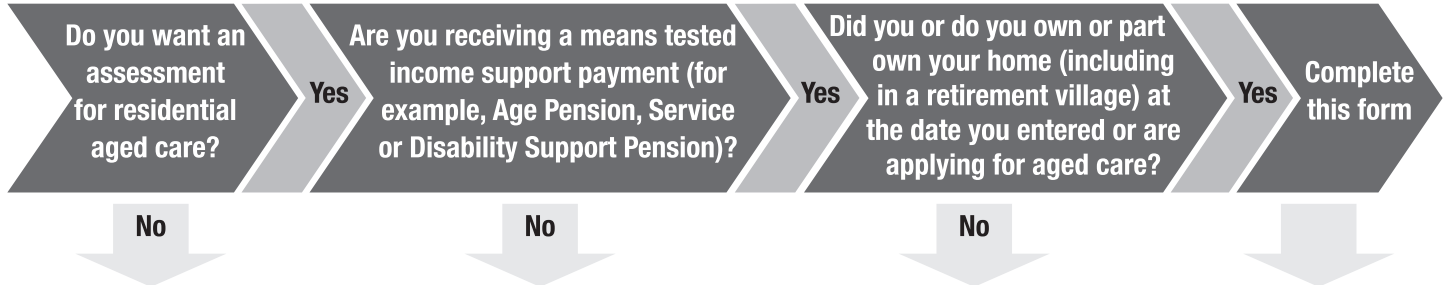 Do you want an
assessment
for residential
aged care?
Yes
Are you receiving a means tested
income support payment (for
example, Age Pension, Service
or Disability Support Pension)?
Yes
Did you or do you own or part
own your home (including
in a retirement village) at
the date you entered or are
applying for aged care?
Yes
Complete
this form
No
No
No